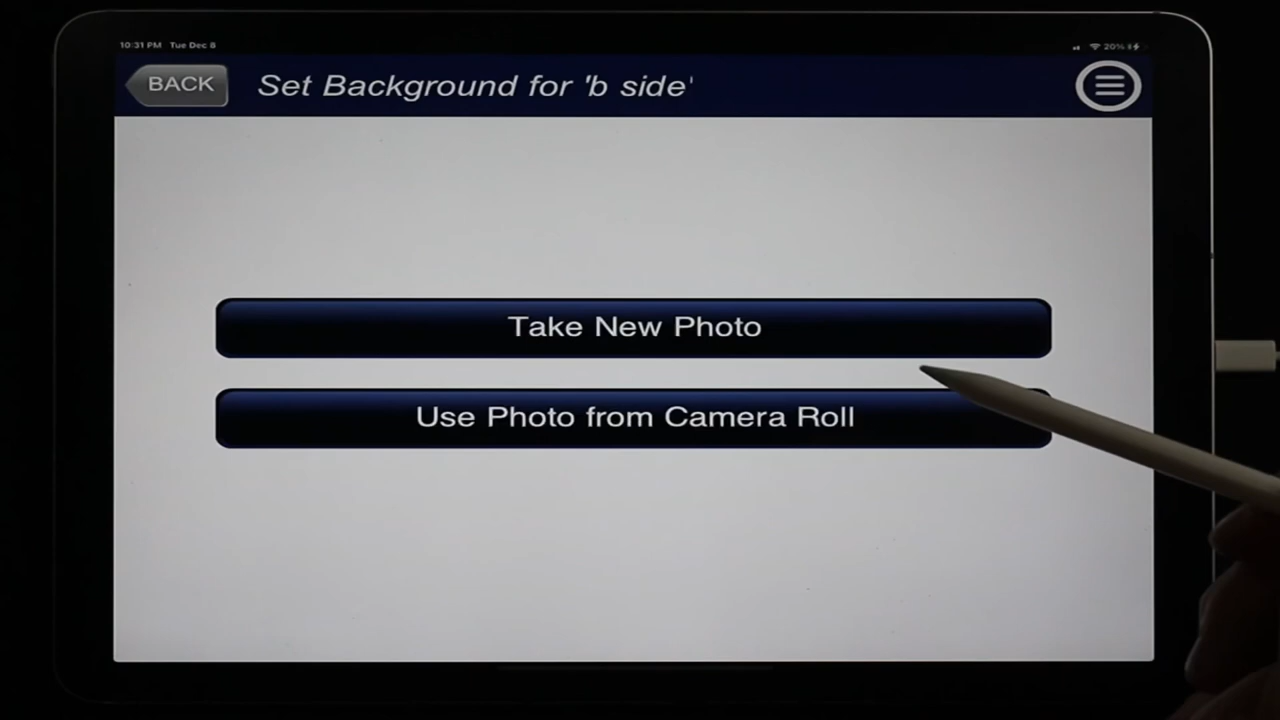 10:31 PM Tue Dec 8
20%
BACK
Set Background for 'b side'
Take New Photo
Use Photo from Camera Roll